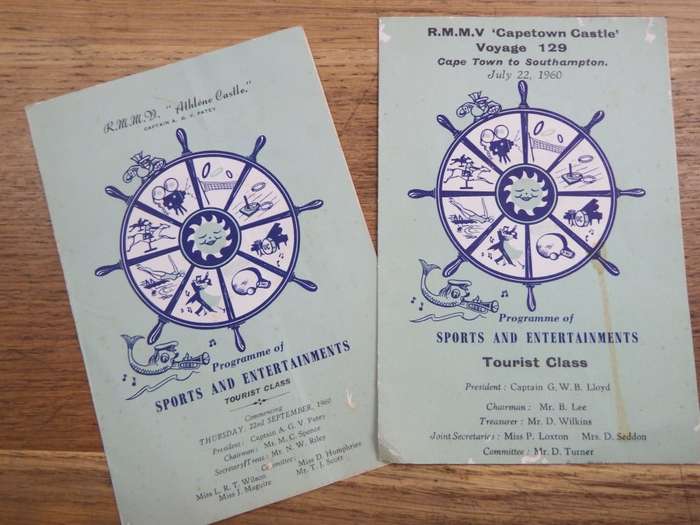 R.M.M.V. "Athlone Castle."
CAPTAIN A. G. V. PATEY
Programme of
SPORTS AND ENTERTAINMENTS
TOURIST CLASS
Commencing
THURSDAY, 22nd SEPTEMBER, 1960
President: Captain A. G. V. Patey
Chairman: Mr. M. C. Spence
Secretary/Treas: Mr. N. W. Riley
Committee:
Miss L. R. T. Wilson Miss D. Humphries
Miss J. Maguire Mr. T. J. Scott
R.M.M.V 'Capetown Castle'
Voyage 129
Cape Town to Southampton.
July 22, 1960
Programme of
SPORTS AND ENTERTAINMENTS
Tourist Class
President: Captain G. W. B. Lloyd
Chairman: Mr. B. Lee
Treasurer: Mr. D. Wilkins
Joint Secretaries: Miss P. Loxton Mrs. D. Seddon
Committee: Mr. D. Turner